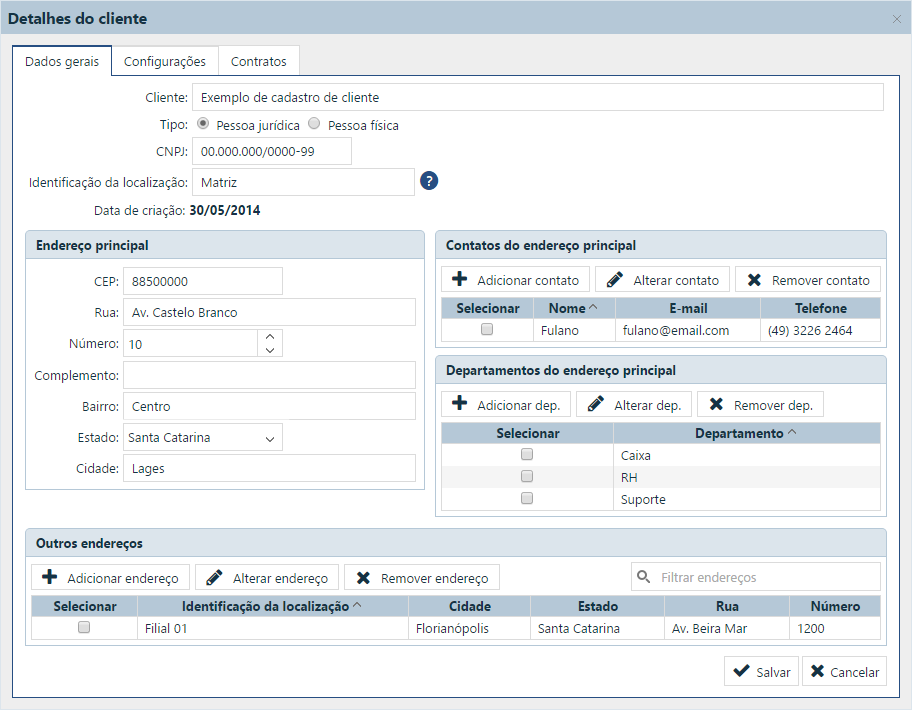 Detalhes do cliente
Dados gerais Configurações Contratos
Cliente: Exemplo de cadastro de cliente
Tipo: Pessoa jurídica Pessoa física
CNPJ: 00.000.000/0000-99
Identificação da localização: Matriz ?
Data de criação: 30/05/2014
Endereço principal
CEP: 88500000
Rua: Av. Castelo Branco
Número: 10
Complemento:
Bairro: Centro
Estado: Santa Catarina
Cidade: Lages
Contatos do endereço principal
Adicionar contato Alterar contato Remover contato
Selecionar Nome E-mail Telefone
Fulano fulano@email.com (49) 3226 2464
Departamentos do endereço principal
Adicionar dep. Alterar dep. Remover dep.
Selecionar Departamento
Caixa
RH
Suporte
Outros endereços
Adicionar endereço Alterar endereço Remover endereço Filtrar endereços
Selecionar Identificação da localização Cidade Estado Rua Número
Filial 01 Florianópolis Santa Catarina Av. Beira Mar 1200
Salvar Cancelar